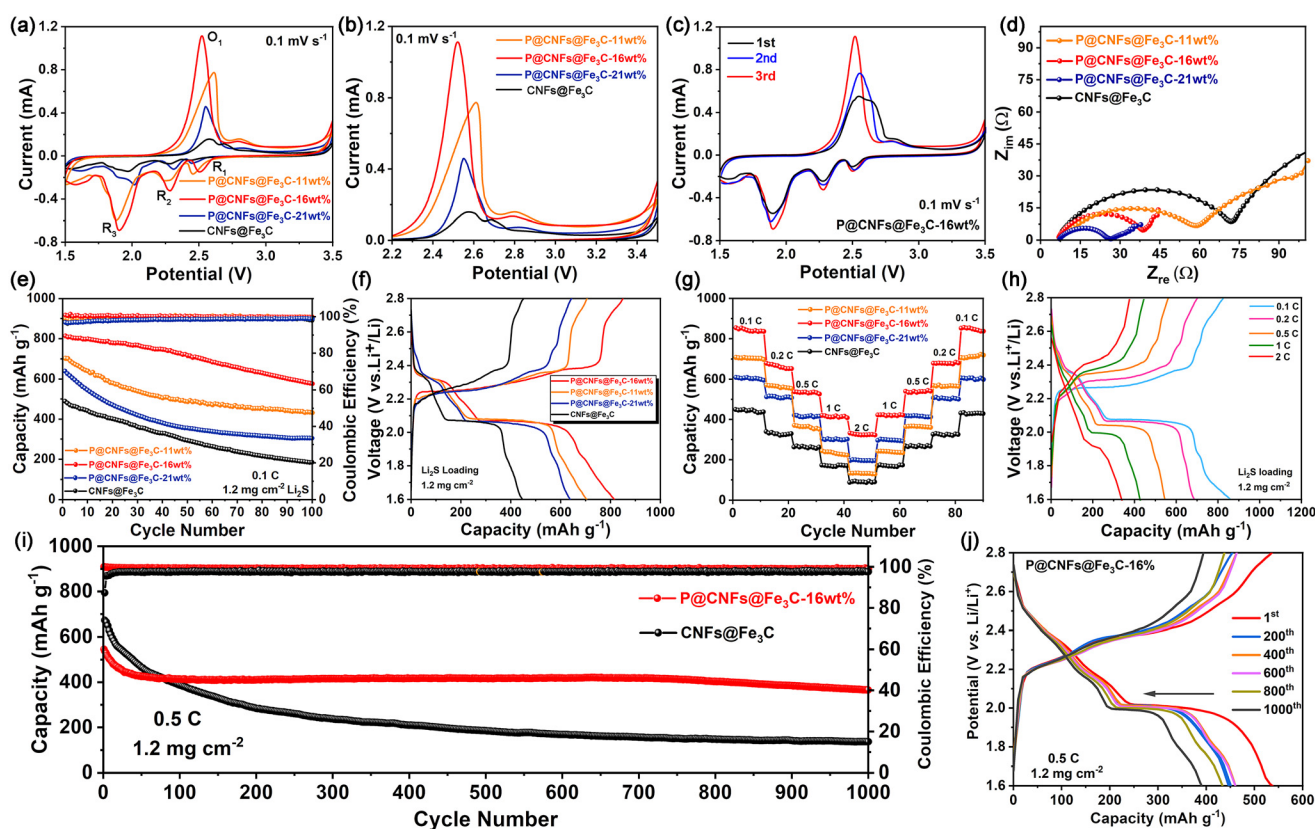 (a)
O1
0.1 mV s-1
R1
R2
R3
P@CNFs@Fe3C-11wt%
P@CNFs@Fe3C-16wt%
P@CNFs@Fe3C-21wt%
CNFs@Fe3C
Current (mA)
1.2
0.8
0.4
0.0
-0.4
-0.8
1.5 2.0 2.5 3.0 3.5
Potential (V)
(b)
0.1 mV s-1
P@CNFs@Fe3C-11wt%
P@CNFs@Fe3C-16wt%
P@CNFs@Fe3C-21wt%
CNFs@Fe3C
Current (mA)
1.2
0.9
0.6
0.3
0.0
2.2 2.4 2.6 2.8 3.0 3.2 3.4
Potential (V)
(c)
1st
2nd
3rd
0.1 mV s-1
P@CNFs@Fe3C-16wt%
Current (mA)
1.2
0.8
0.4
0.0
-0.4
-0.8
1.5 2.0 2.5 3.0 3.5
Potential (V)
(d)
P@CNFs@Fe3C-11wt%
P@CNFs@Fe3C-16wt%
P@CNFs@Fe3C-21wt%
CNFs@Fe3C
Zim (Ω)
90
75
60
45
30
15
0
0 15 30 45 60 75 90
Zre (Ω)
(e)
P@CNFs@Fe3C-11wt%
P@CNFs@Fe3C-16wt%
P@CNFs@Fe3C-21wt%
CNFs@Fe3C
0.1 C
1.2 mg cm-2 Li2S
Capacity (mAh g-1)
1000
800
600
400
200
0
Coulombic Efficiency (%)
100
80
60
40
20
0
0 10 20 30 40 50 60 70 80 90 100
Cycle Number
(f)
P@CNFs@Fe3C-16wt%
P@CNFs@Fe3C-11wt%
P@CNFs@Fe3C-21wt%
CNFs@Fe3C
Li2S Loading
1.2 mg cm-2
Voltage (V vs.Li+/Li)
2.8
2.6
2.4
2.2
2.0
1.8
1.6
0 200 400 600 800 1000
Capacity (mAh g-1)
(g)
P@CNFs@Fe3C-11wt%
P@CNFs@Fe3C-16wt%
P@CNFs@Fe3C-21wt%
CNFs@Fe3C
0.1 C
0.2 C
0.5 C
1 C
2 C
1 C
0.5 C
0.2 C
0.1 C
Capaticy (mAh g-1)
1000
800
600
400
200
0
0 20 40 60 80
Cycle Number
(h)
0.1 C
0.2 C
0.5 C
1 C
2 C
Li2S loading
1.2 mg cm-2
Voltage (V vs.Li+/Li)
2.8
2.6
2.4
2.2
2.0
1.8
1.6
0 200 400 600 800 1000 1200
Capacity (mAh g-1)
(i)
P@CNFs@Fe3C-16wt%
CNFs@Fe3C
0.5 C
1.2 mg cm-2
Capacity (mAh g-1)
1000
800
600
400
200
0
Coulombic Efficiency (%)
100
80
60
40
20
0
0 100 200 300 400 500 600 700 800 900 1000
Cycle Number
(j)
P@CNFs@Fe3C-16%
1st
200th
400th
600th
800th
1000th
0.5 C
1.2 mg cm-2
Potential (V vs. Li/Li+)
2.8
2.6
2.4
2.2
2.0
1.8
1.6
0 100 200 300 400 500 600
Capacity (mAh g-1)